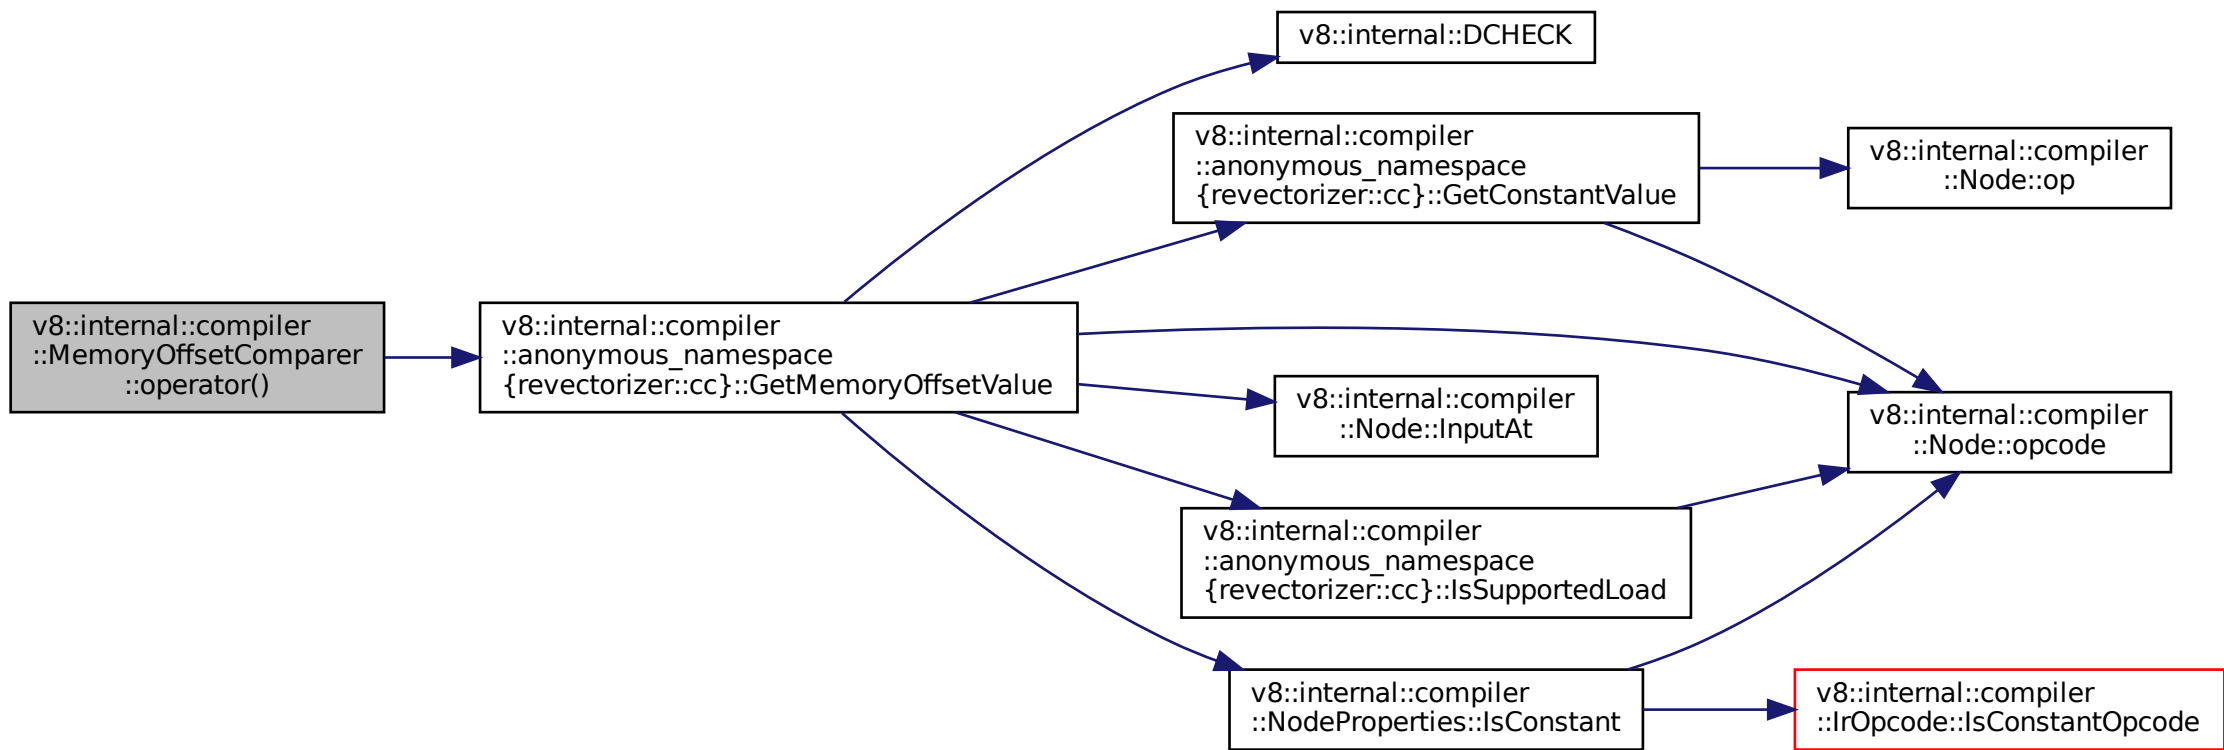 v8::internal::compiler
::MemoryOffsetComparer
::operator()
v8::internal::compiler
::anonymous_namespace
{revectorizer::cc}::GetMemoryOffsetValue
v8::internal::DCHECK
v8::internal::compiler
::anonymous_namespace
{revectorizer::cc}::GetConstantValue
v8::internal::compiler
::Node::InputAt
v8::internal::compiler
::anonymous_namespace
{revectorizer::cc}::IsSupportedLoad
v8::internal::compiler
::NodeProperties::IsConstant
v8::internal::compiler
::Node::op
v8::internal::compiler
::Node::opcode
v8::internal::compiler
::IrOpcode::IsConstantOpcode